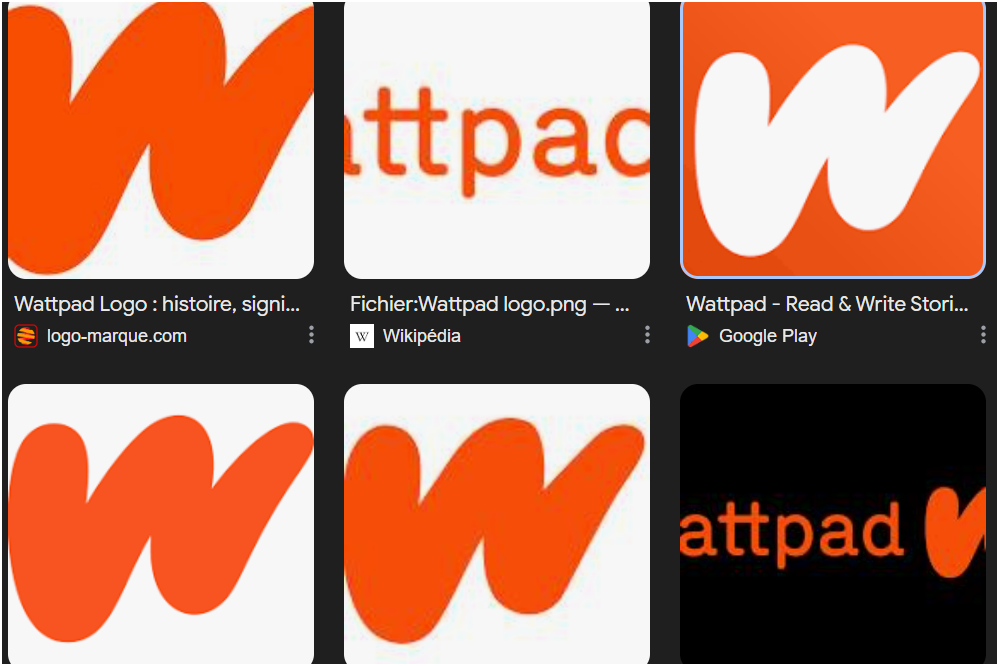 attpad
Wattpad Logo : histoire, signi...
logo-marque.com
Fichier:Wattpad logo.png — ...
W Wikipédia
Wattpad - Read & Write Stori...
Google Play
attpad